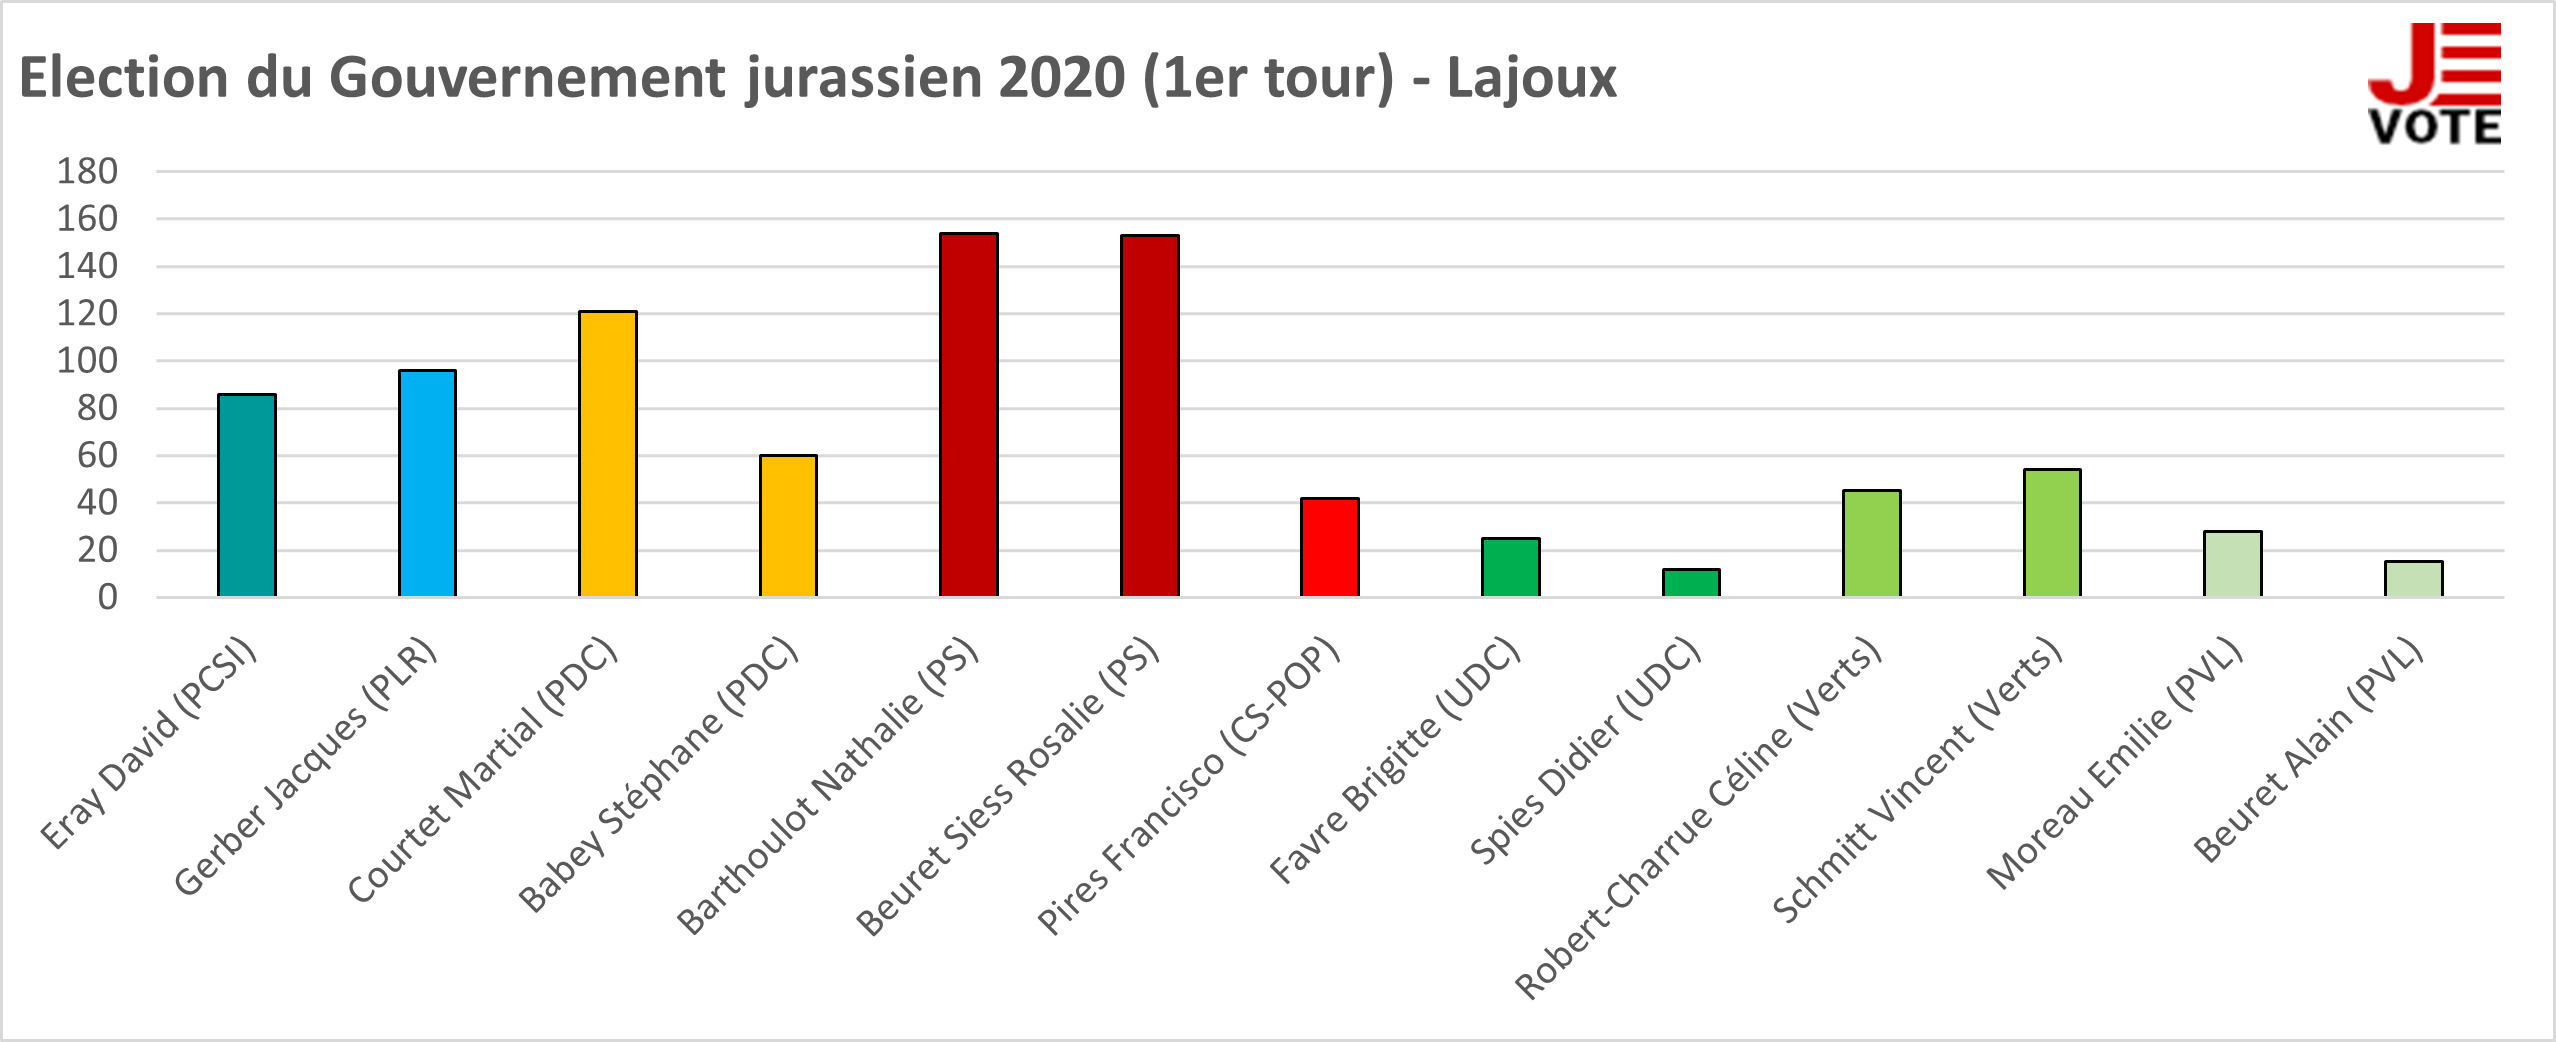 Election du Gouvernement jurassien 2020 (1er tour) - Lajoux
JE
VOTE
180
160
140
120
100
80
60
40
20
0
Eray David (PCSI)
Gerber Jacques (PLR)
Courtet Martial (PDC)
Babey Stéphane (PDC)
Barthoulot Nathalie (PS)
Beuret Siess Rosalie (PS)
Pires Francisco (CS-POP)
Favre Brigitte (UDC)
Spies Didier (UDC)
Robert-Charrue Céline (Verts)
Schmitt Vincent (Verts)
Moreau Emilie (PVL)
Beuret Alain (PVL)